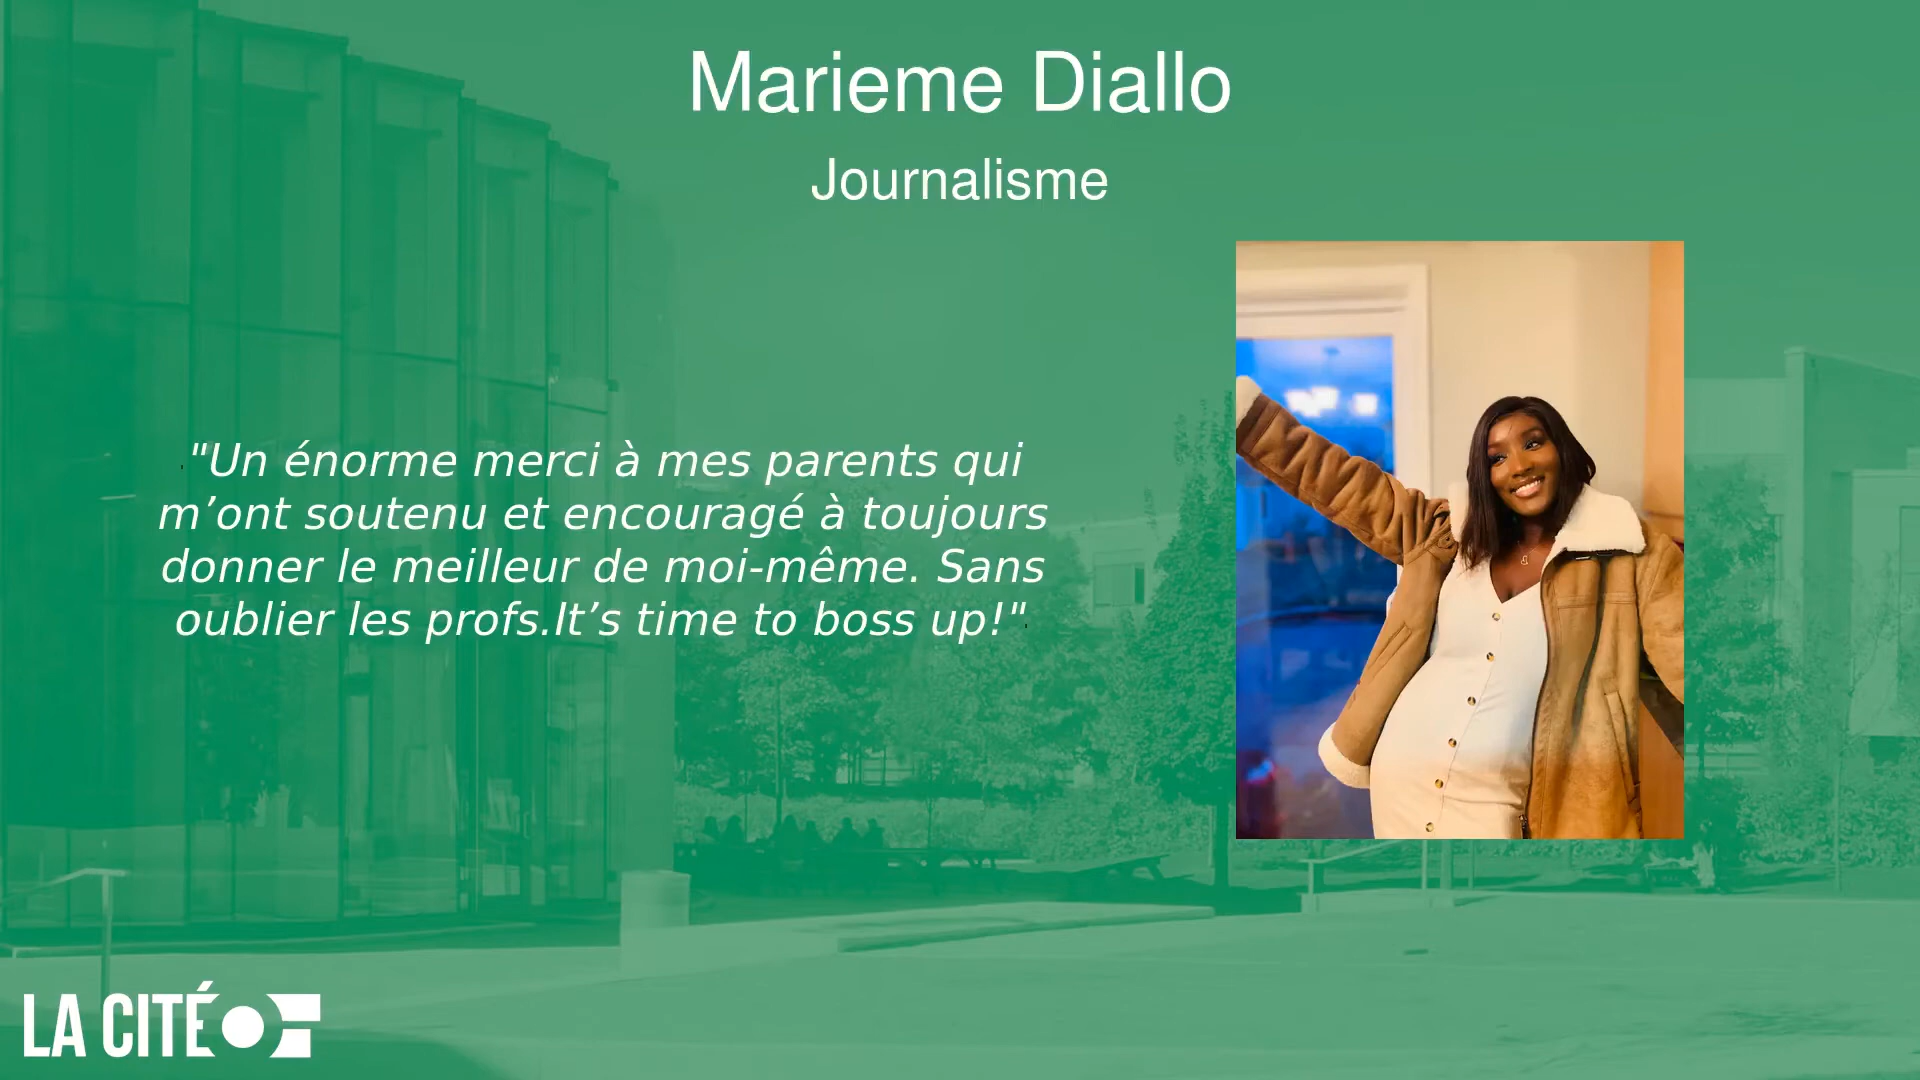 Marieme Diallo
Journalisme
"Un énorme merci à mes parents qui
m’ont soutenu et encouragé à toujours
donner le meilleur de moi-même. Sans
oublier les profs.It’s time to boss up!"
LA CITÉ